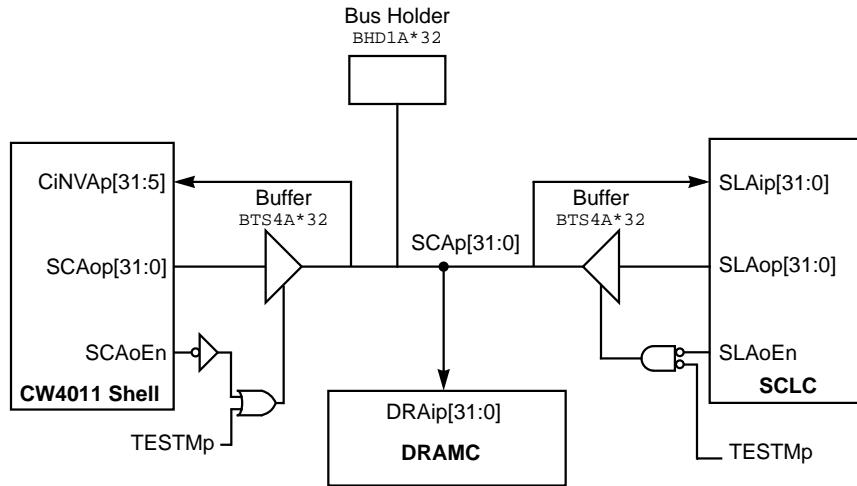 Bus Holder
BHD1A*32
CiNVAp[31:5]
Buffer
BTS4A*32
SCAop[31:0]
SCAoEn
CW4011 Shell
TESTMp
SCAp[31:0]
Buffer
BTS4A*32
SLAip[31:0]
SLAop[31:0]
SLAoEn
SCLC
TESTMp
DRAip[31:0]
DRAMC